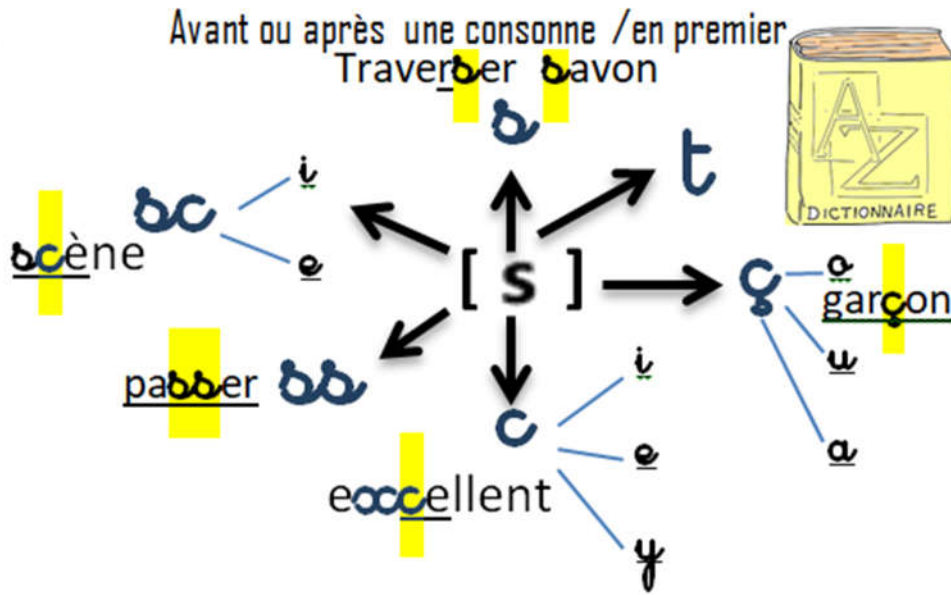 Avant ou après une consonne /en premier
Traverser savon
s
t
A
Z
DICTIONNAIRE
sc
i
e
scène
[ s ]
ç
o
u
a
garçon
passer
ss
c
i
e
y
excellent